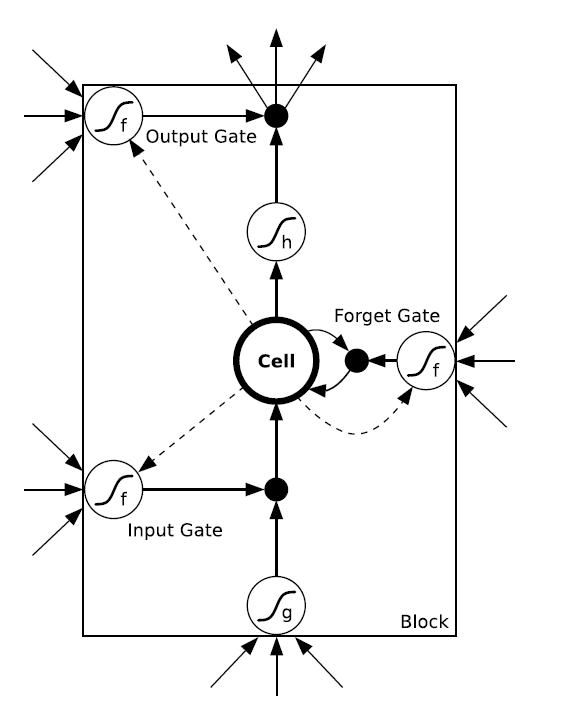 f
Output Gate
h
Forget Gate
Cell
f
f
Input Gate
g
Block